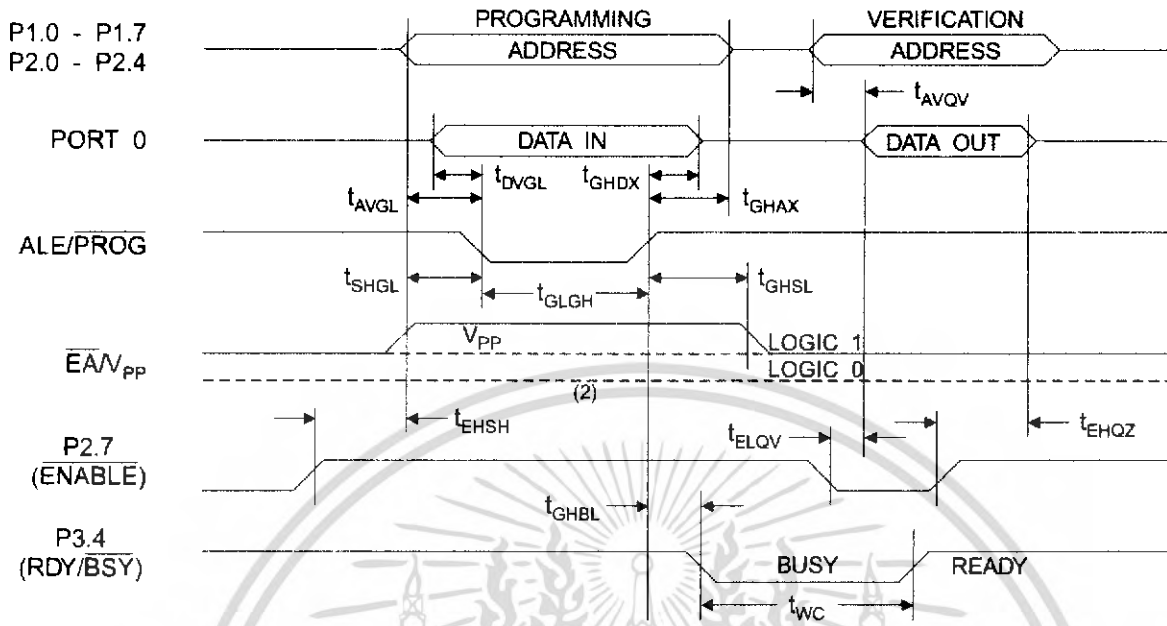 PROGRAMMING VERIFICATION
P1.0 - P1.7
P2.0 - P2.4
ADDRESS ADDRESS
tAVQV
PORT 0 DATA IN DATA OUT
tDVGL tGHDX
tAVGL tGHAX
ALE/PROG
tSHGL tGLGH tGHSL
VPP LOGIC 1
EA/VPP
LOGIC 0
(2)
tEHSH tELQV tEHQZ
P2.7
(ENABLE)
tGHBL
P3.4
(RDY/BSY)
BUSY READY
tWC